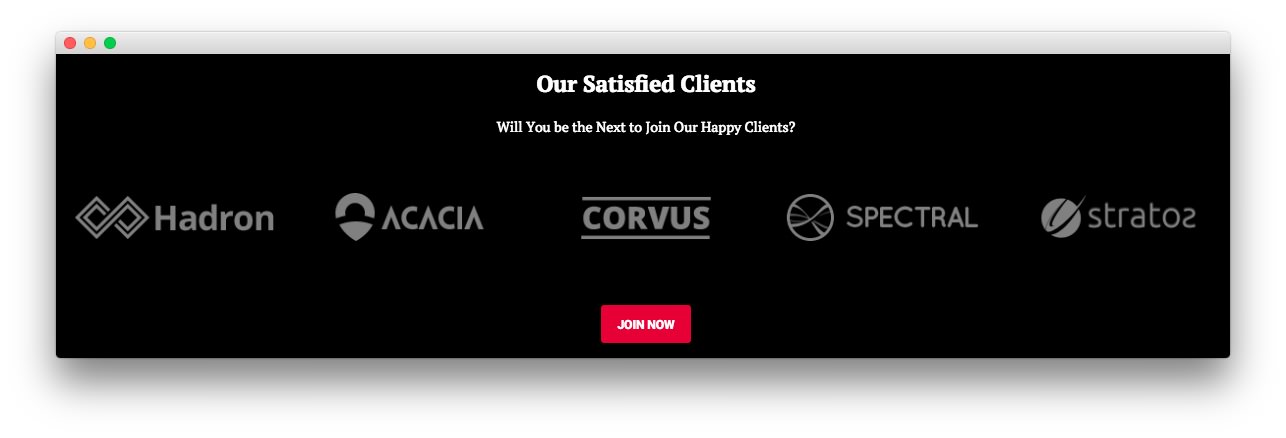 Our Satisfied Clients
Will You be the Next to Join Our Happy Clients?
Hadron ACACIA CORVUS SPECTRAL stratos
JOIN NOW